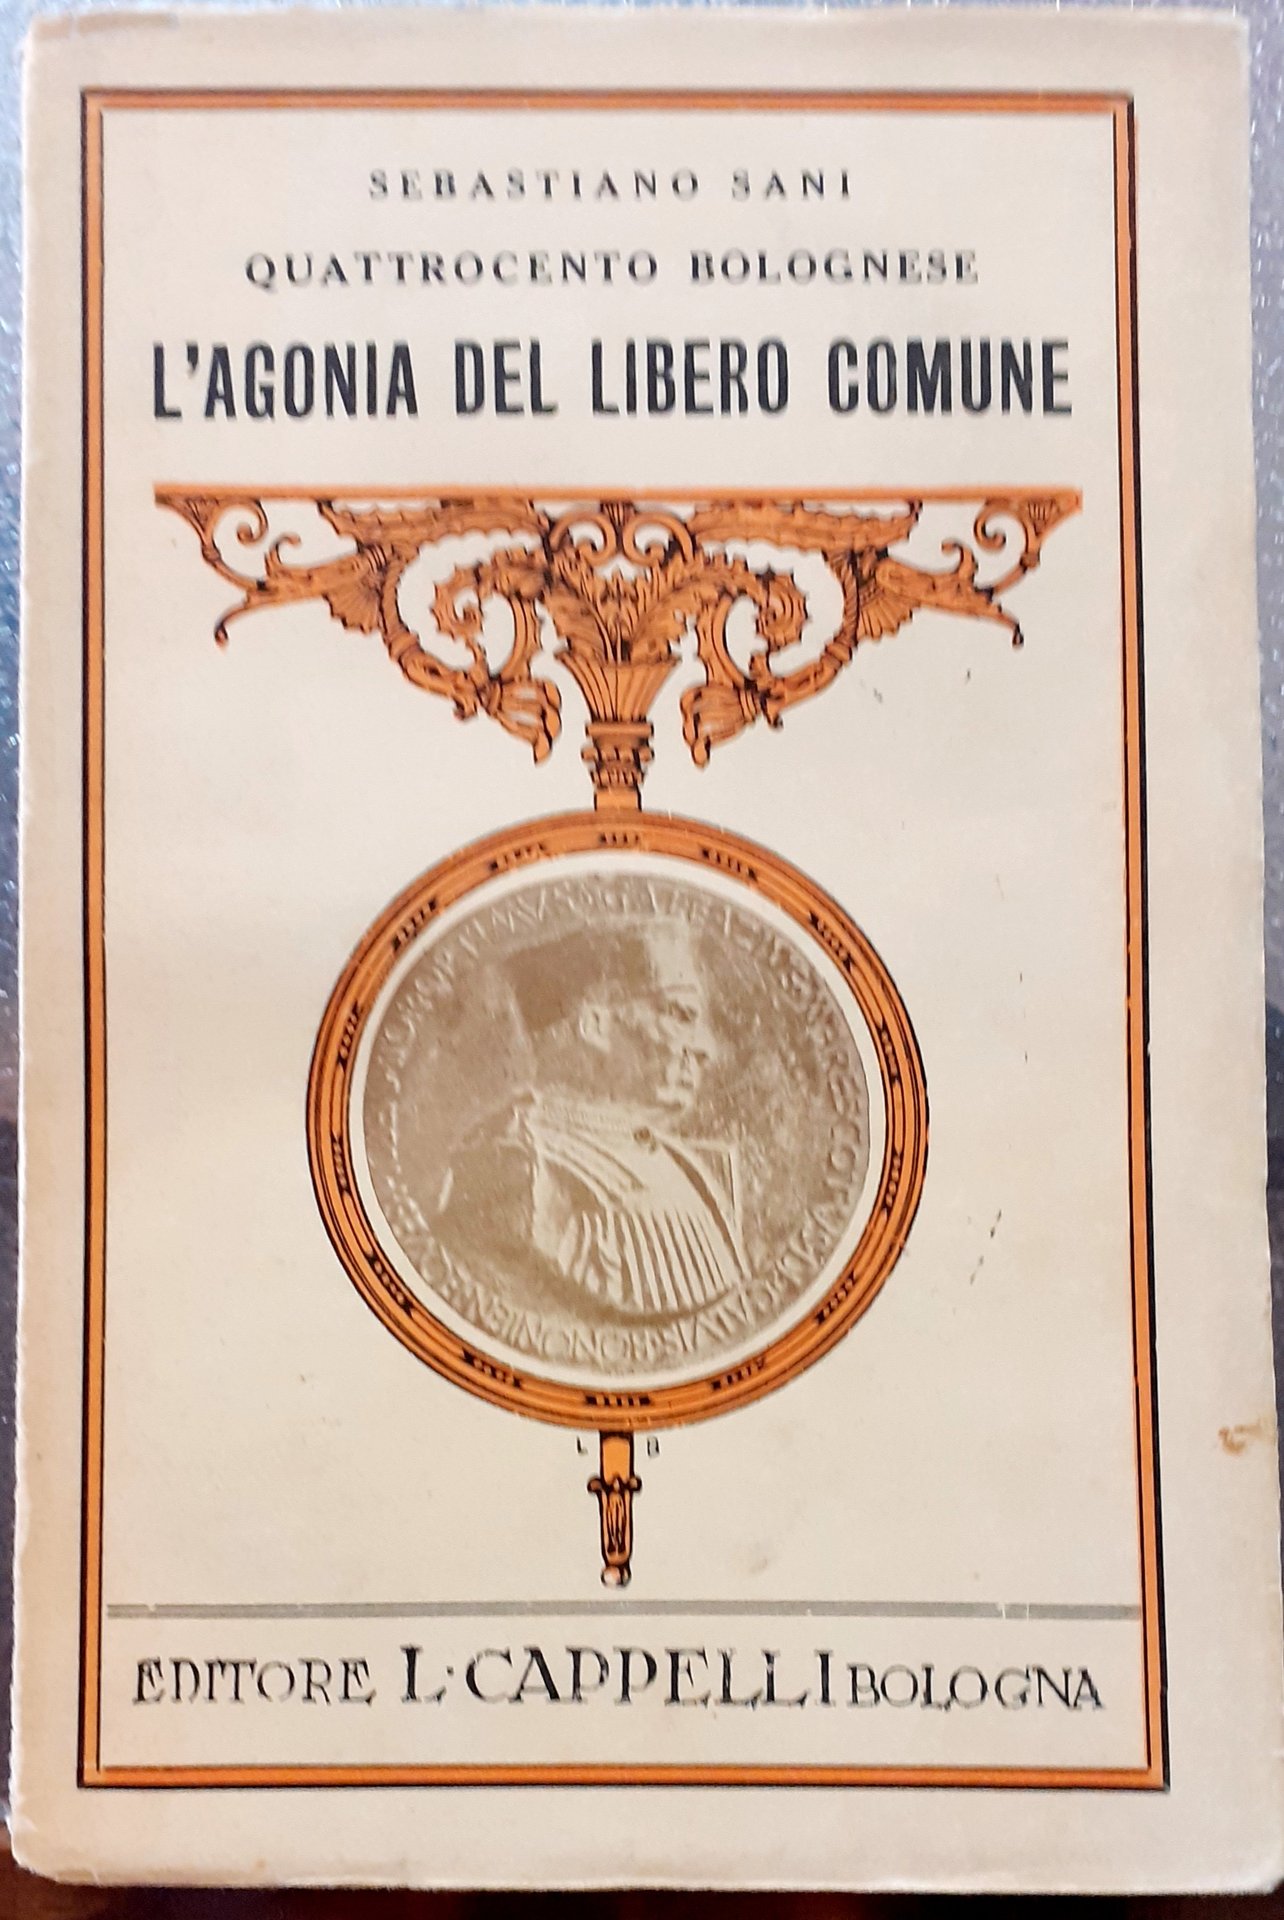 SEBASTIANO SANI
QUATTROCENTO BOLOGNESE
L'AGONIA DEL LIBERO COMUNE
L B
EDITORE L·CAPPELLI BOLOGNA